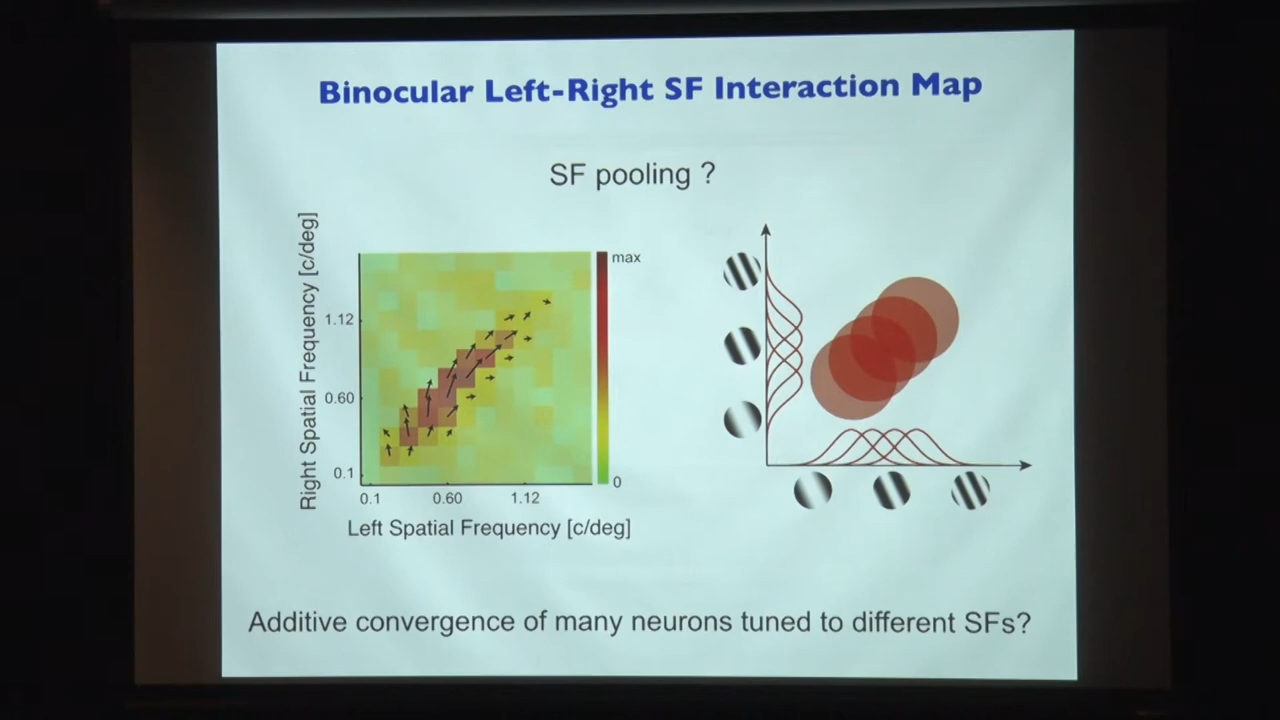 Binocular Left-Right SF Interaction Map
SF pooling ?
Right Spatial Frequency [c/deg]
1.12
0.60
0.1
max
0
0.1 0.60 1.12
Left Spatial Frequency [c/deg]
Additive convergence of many neurons tuned to different SFs?